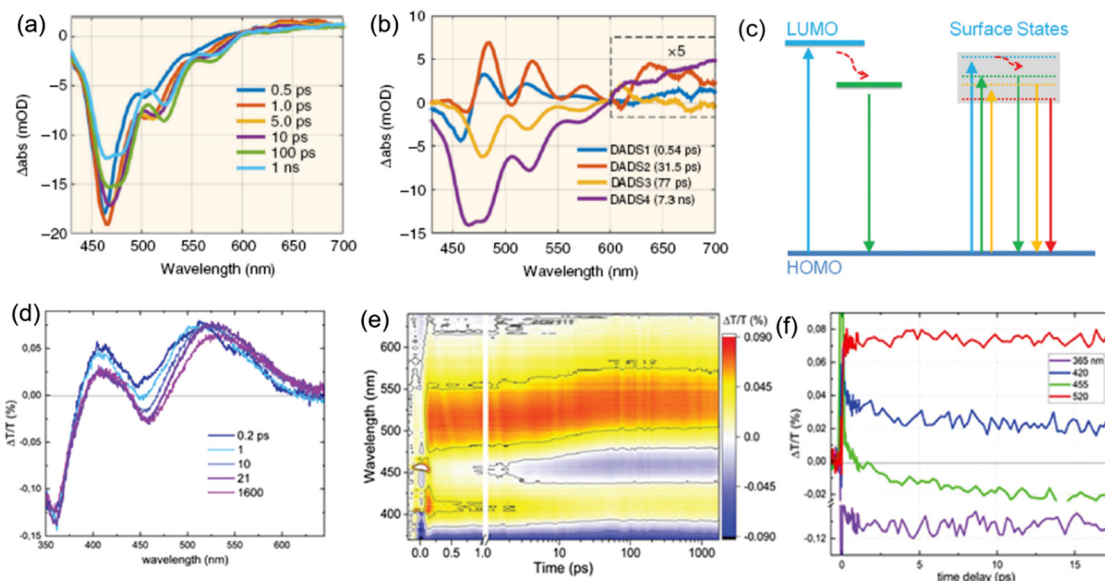 (a)
0
-5
-10
-15
-20
Δabs (mOD)
0.5 ps
1.0 ps
5.0 ps
10 ps
100 ps
1 ns
450 500 550 600 650 700
Wavelength (nm)
(b)
10
5
0
-5
-10
-15
Δabs (mOD)
×5
DADS1 (0.54 ps)
DADS2 (31.5 ps)
DADS3 (77 ps)
DADS4 (7.3 ns)
450 500 550 600 650 700
Wavelength (nm)
(c)
LUMO
Surface States
HOMO
(d)
0,05
0,00
-0,05
-0,10
-0,15
ΔT/T (%)
0.2 ps
1
10
21
1600
350 400 450 500 550 600
wavelength (nm)
(e)
ΔT/T (%)
600
550
500
450
400
Wavelength (nm)
0.090
0.045
0.0
-0.045
-0.090
0.0 0.5 1.0 10 100 1000
Time (ps)
(f)
0,08
0,06
0,04
0,02
0,00
-0,02
-0,12
ΔT/T (%)
365 nm
420
455
520
0 5 10 15
time delay (ps)